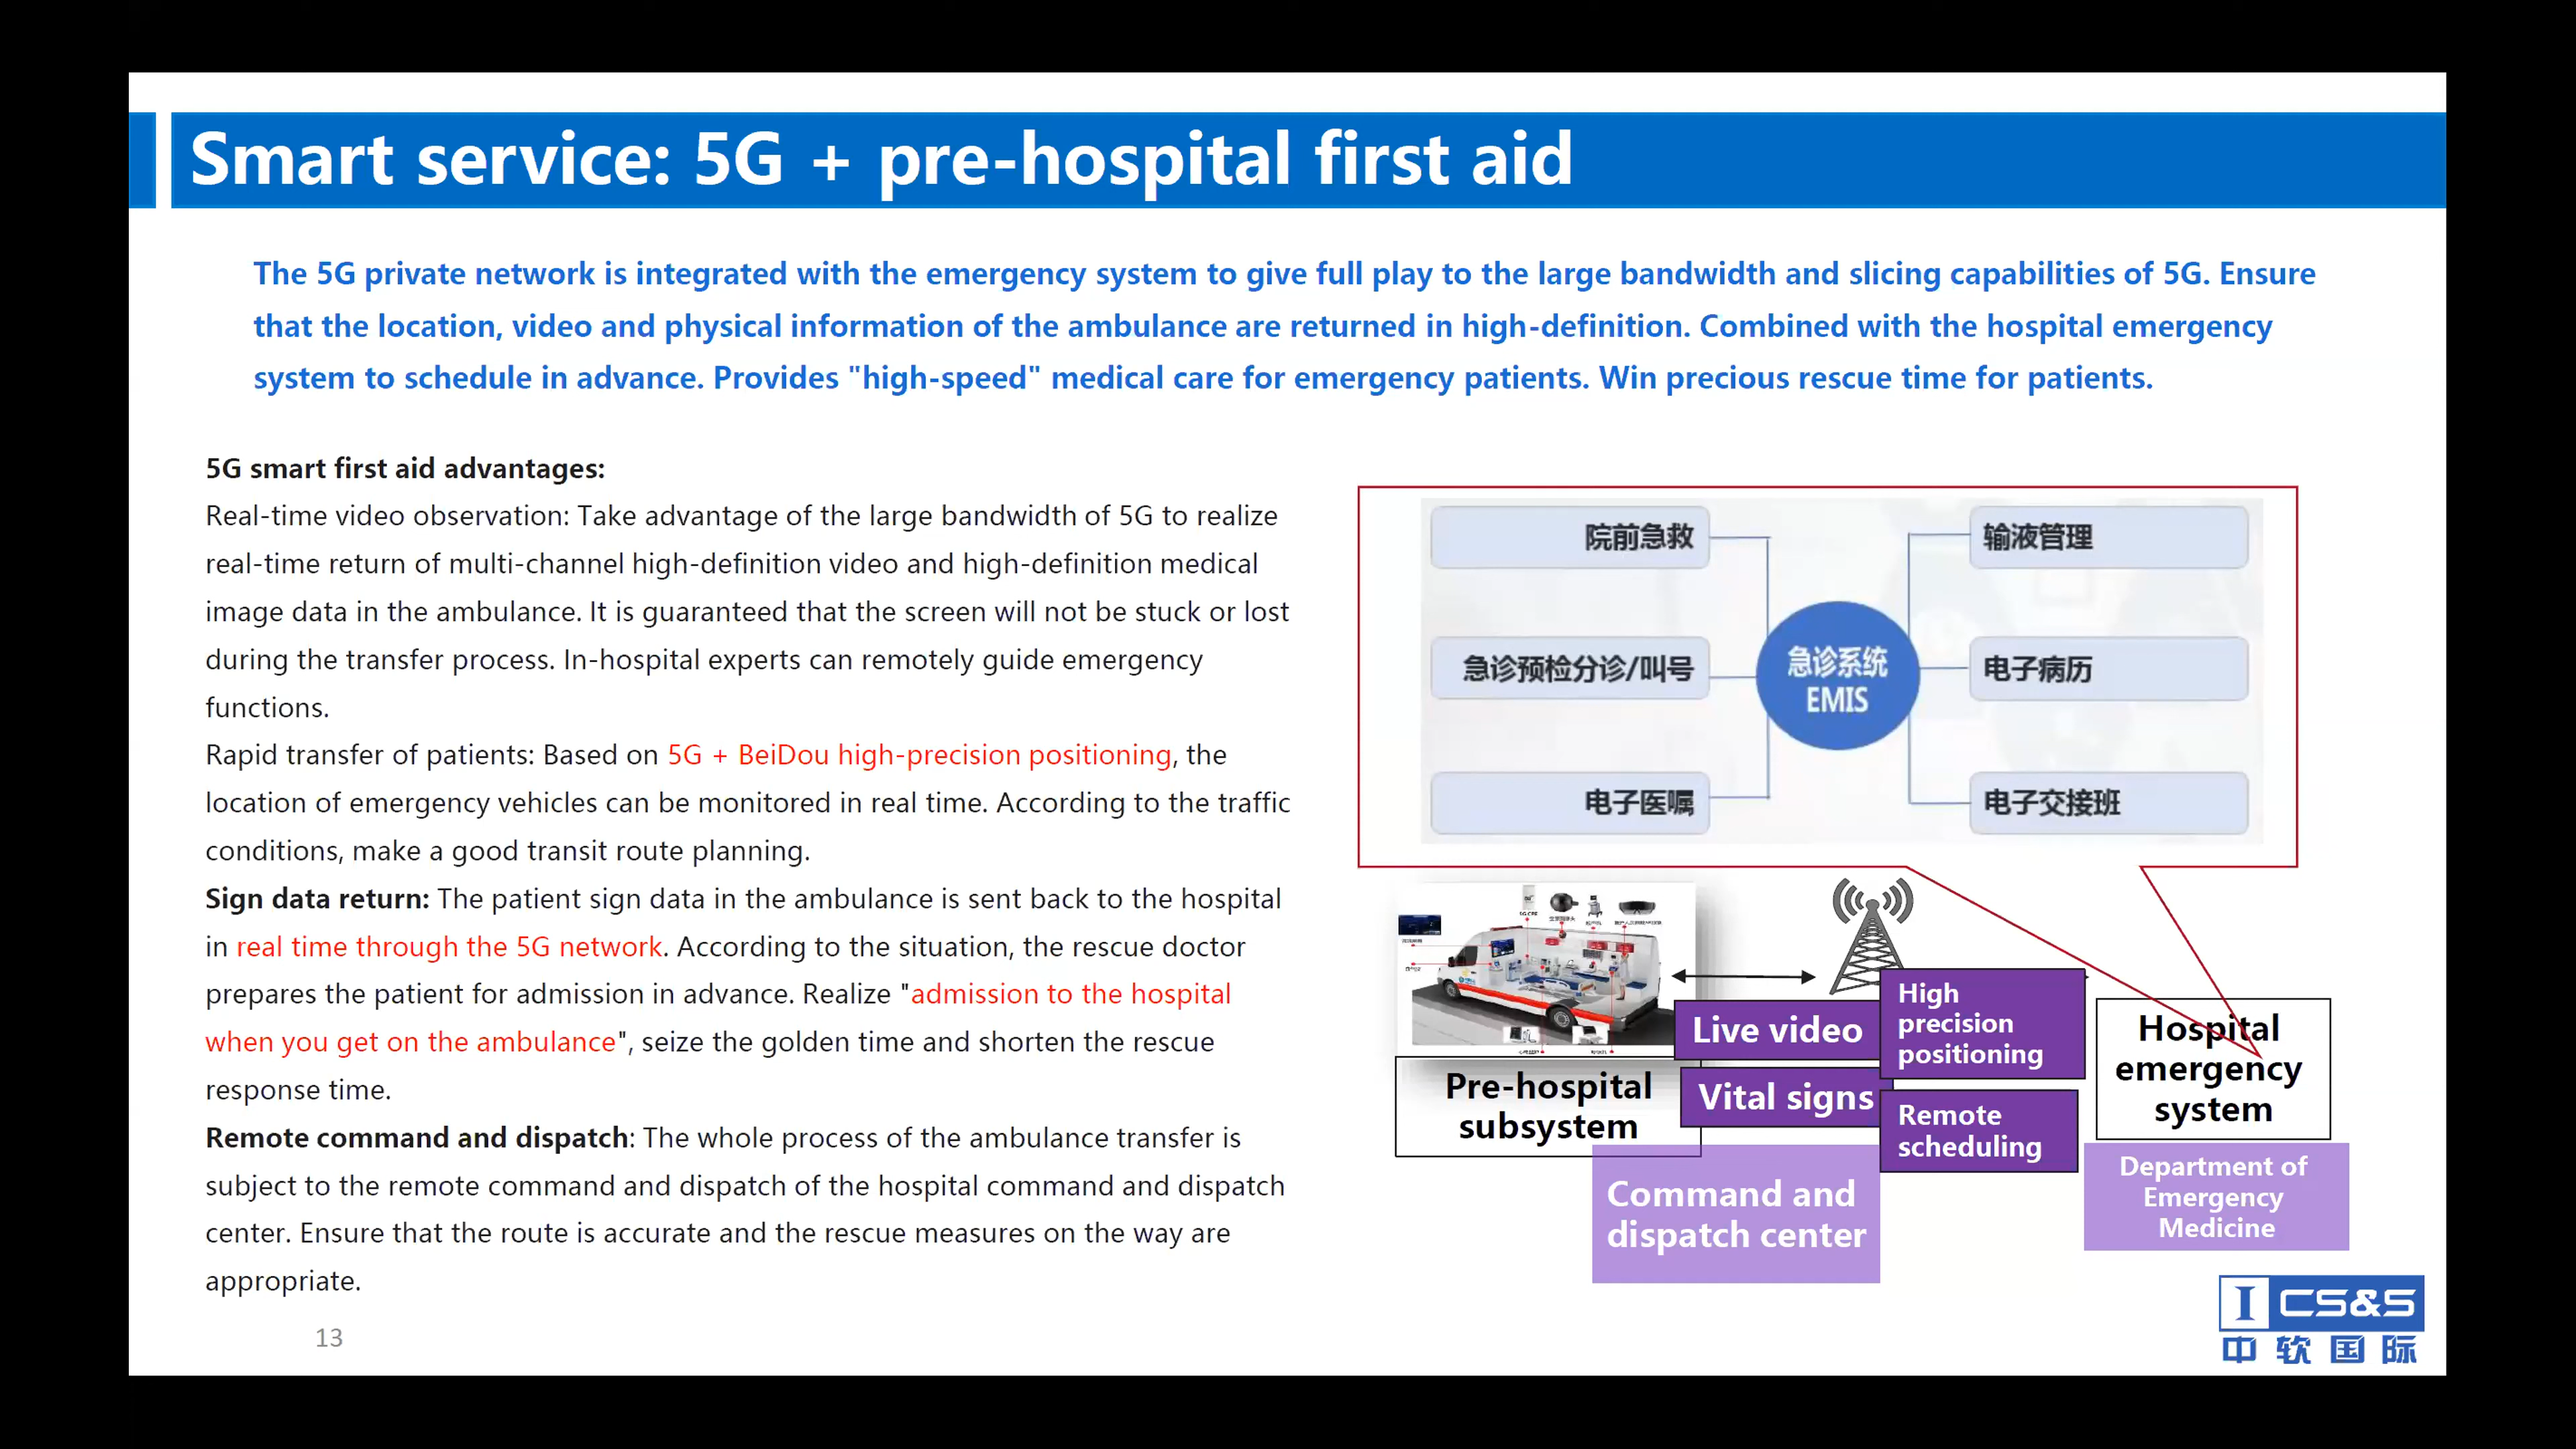 Smart service: 5G + pre-hospital first aid
The 5G private network is integrated with the emergency system to give full play to the large bandwidth and slicing capabilities of 5G. Ensure
that the location, video and physical information of the ambulance are returned in high-definition. Combined with the hospital emergency
system to schedule in advance. Provides "high-speed" medical care for emergency patients. Win precious rescue time for patients.
5G smart first aid advantages:
Real-time video observation: Take advantage of the large bandwidth of 5G to realize
real-time return of multi-channel high-definition video and high-definition medical
image data in the ambulance. It is guaranteed that the screen will not be stuck or lost
during the transfer process. In-hospital experts can remotely guide emergency
functions.
Rapid transfer of patients: Based on 5G + BeiDou high-precision positioning, the
location of emergency vehicles can be monitored in real time. According to the traffic
conditions, make a good transit route planning.
Sign data return: The patient sign data in the ambulance is sent back to the hospital
in real time through the 5G network. According to the situation, the rescue doctor
prepares the patient for admission in advance. Realize "admission to the hospital
when you get on the ambulance", seize the golden time and shorten the rescue
response time.
Remote command and dispatch: The whole process of the ambulance transfer is
subject to the remote command and dispatch of the hospital command and dispatch
center. Ensure that the route is accurate and the rescue measures on the way are
appropriate.
院前急救
急诊预检分诊/叫号
电子医嘱
急诊系统
EMIS
输液管理
电子病历
电子交接班
Pre-hospital
subsystem
Live video
Vital signs
High
precision
positioning
Remote
scheduling
Command and
dispatch center
Hospital
emergency
system
Department of
Emergency
Medicine
13
I CS&S
中软国际